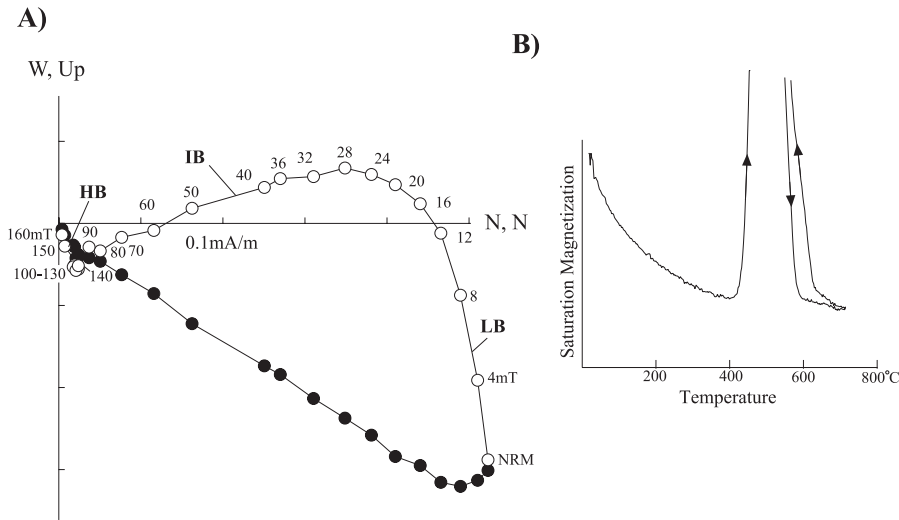 A)
W, Up
IB
HB
28
24
32
36
40
20
50
16
60
N, N
160mT
90
0.1mA/m
12
150
80
70
100-130
140
8
LB
4mT
NRM
B)
Saturation Magnetization
200
400
600
800°C
Temperature